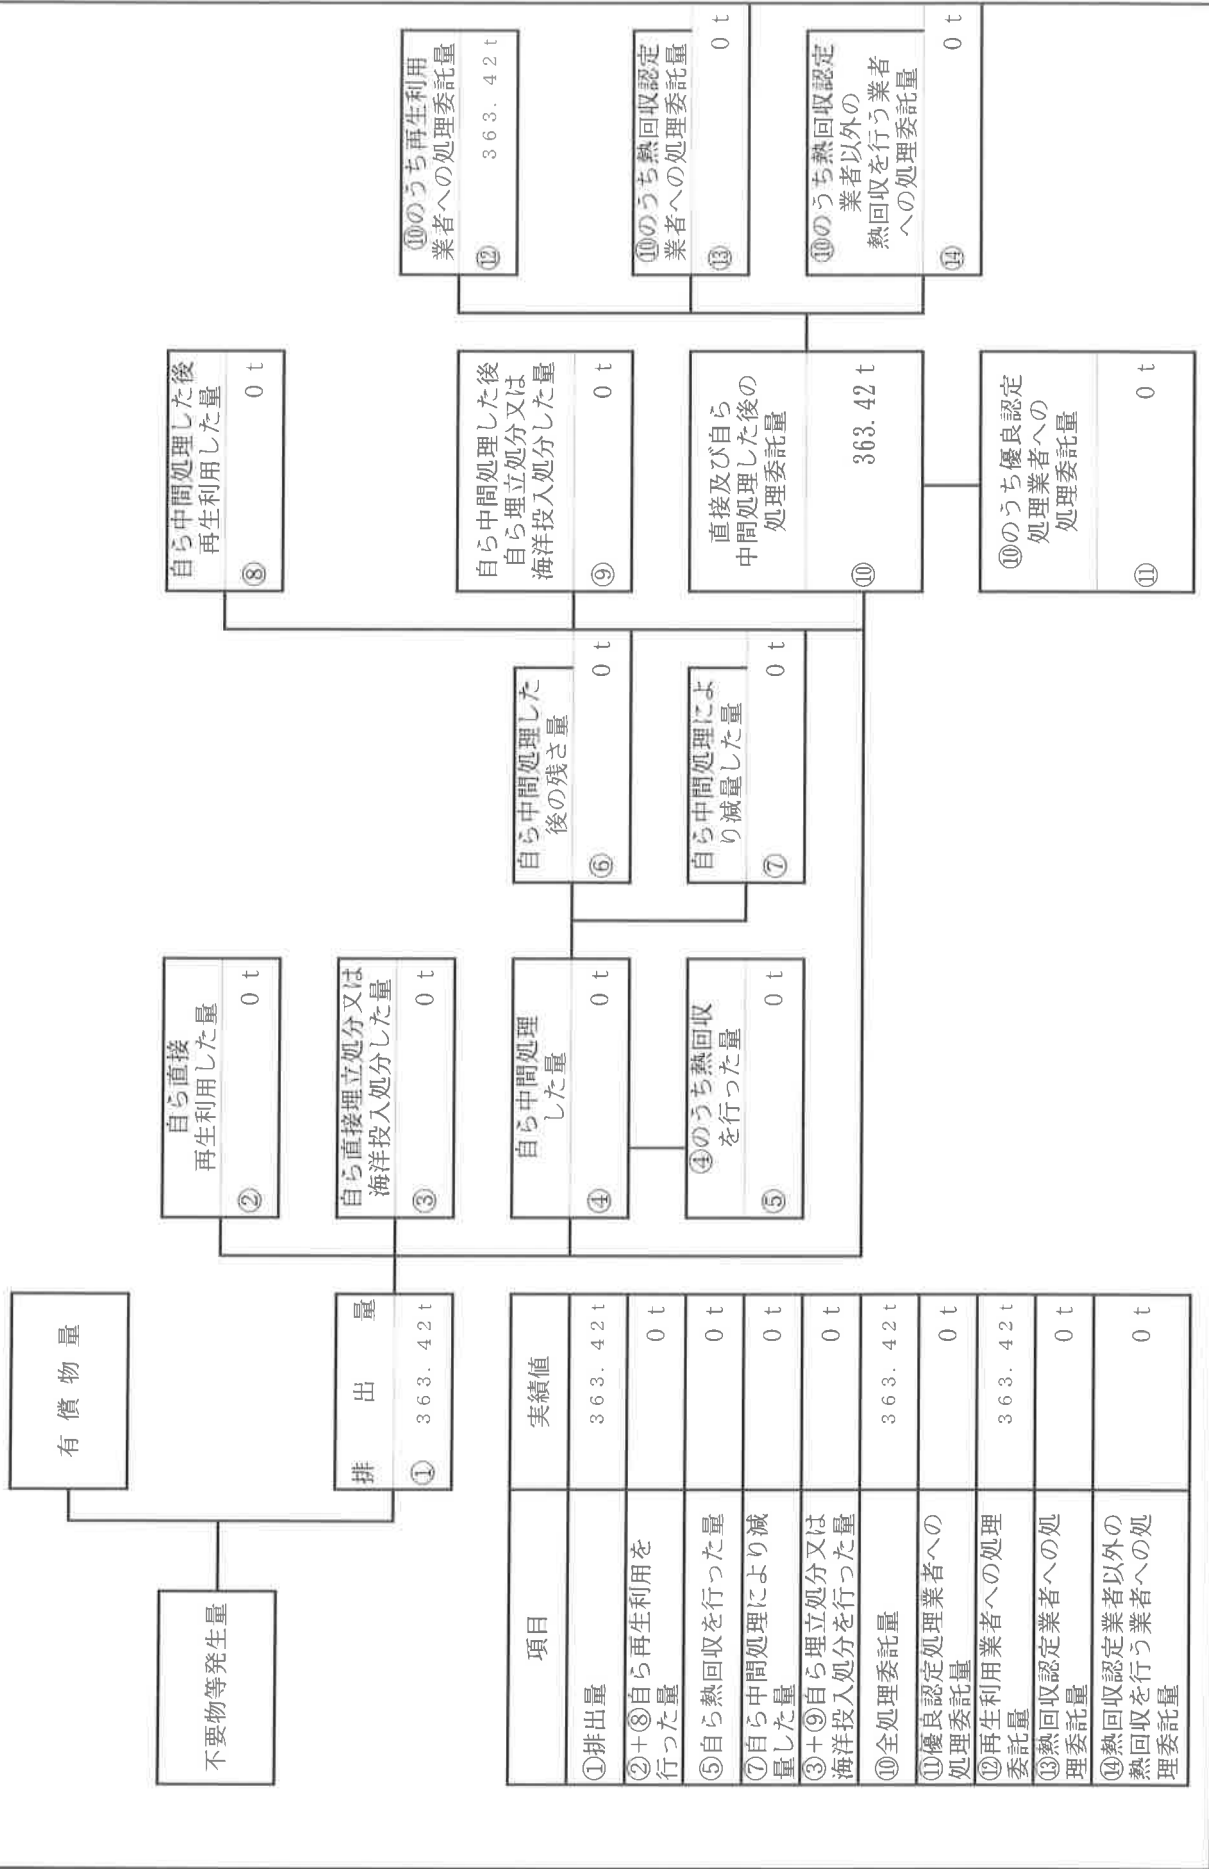 有償物量
不要物等発生量
排出量
① 363.42t
自ら直接
再生利用した量
② 0t
自ら直接埋立処分又は
海洋投入処分した量
③ 0t
自ら中間処理
した量
④ 0t
④のうち熱回収
を行った量
⑤ 0t
自ら中間処理した
後の残さ量
⑥ 0t
自ら中間処理によ
り減量した量
⑦ 0t
自ら中間処理した後
再生利用した量
⑧ 0t
自ら中間処理した後
自ら埋立処分又は
海洋投入処分した量
⑨ 0t
直接及び自ら
中間処理した後の
処理委託量
⑩ 363.42t
⑩のうち優良認定
処理業者への
処理委託量
⑪ 0t
⑩のうち再生利用
業者への処理委託量
⑫ 363.42t
⑩のうち熱回収認定
業者への処理委託量
⑬ 0t
⑩のうち熱回収認定
業者以外の
熱回収を行う業者
への処理委託量
⑭ 0t
項目 実績値
①排出量 363.42t
②+⑧自ら再生利用を
行った量 0t
⑤自ら熱回収を行った量 0t
⑦自ら中間処理により減
量した量 0t
③+⑨自ら埋立処分又は
海洋投入処分を行った量 0t
⑩全処理委託量 363.42t
⑪優良認定処理業者への
処理委託量 0t
⑫再生利用業者への処理
委託量 363.42t
⑬熱回収認定業者への処
理委託量 0t
⑭熱回収認定業者以外の
熱回収を行う業者への処
理委託量 0t